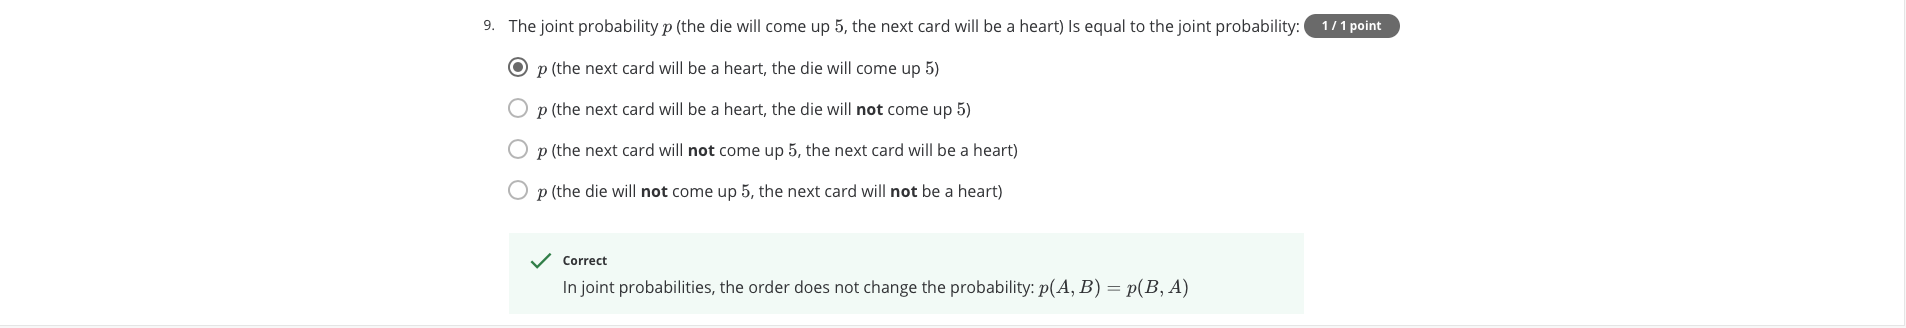 9. The joint probability p (the die will come up 5, the next card will be a heart) Is equal to the joint probability: 1 / 1 point
p (the next card will be a heart, the die will come up 5)
p (the next card will be a heart, the die will not come up 5)
p (the next card will not come up 5, the next card will be a heart)
p (the die will not come up 5, the next card will not be a heart)
Correct
In joint probabilities, the order does not change the probability: p(A, B) = p(B, A)